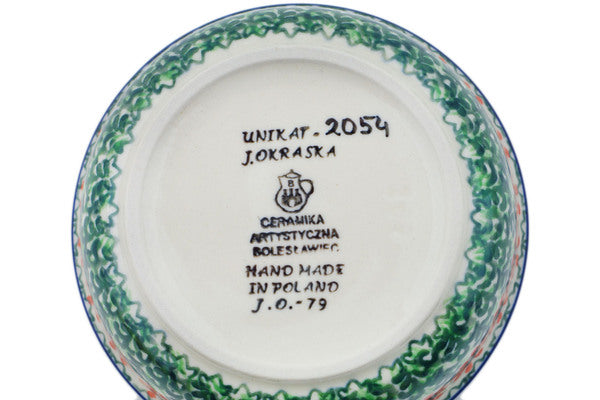 UNIKAT-2054
J.OKRASKA
B
CERAMIKA
ARTYSTYCZNA
BOLESŁAWIEC
HAND MADE
IN POLAND
J.O.-79